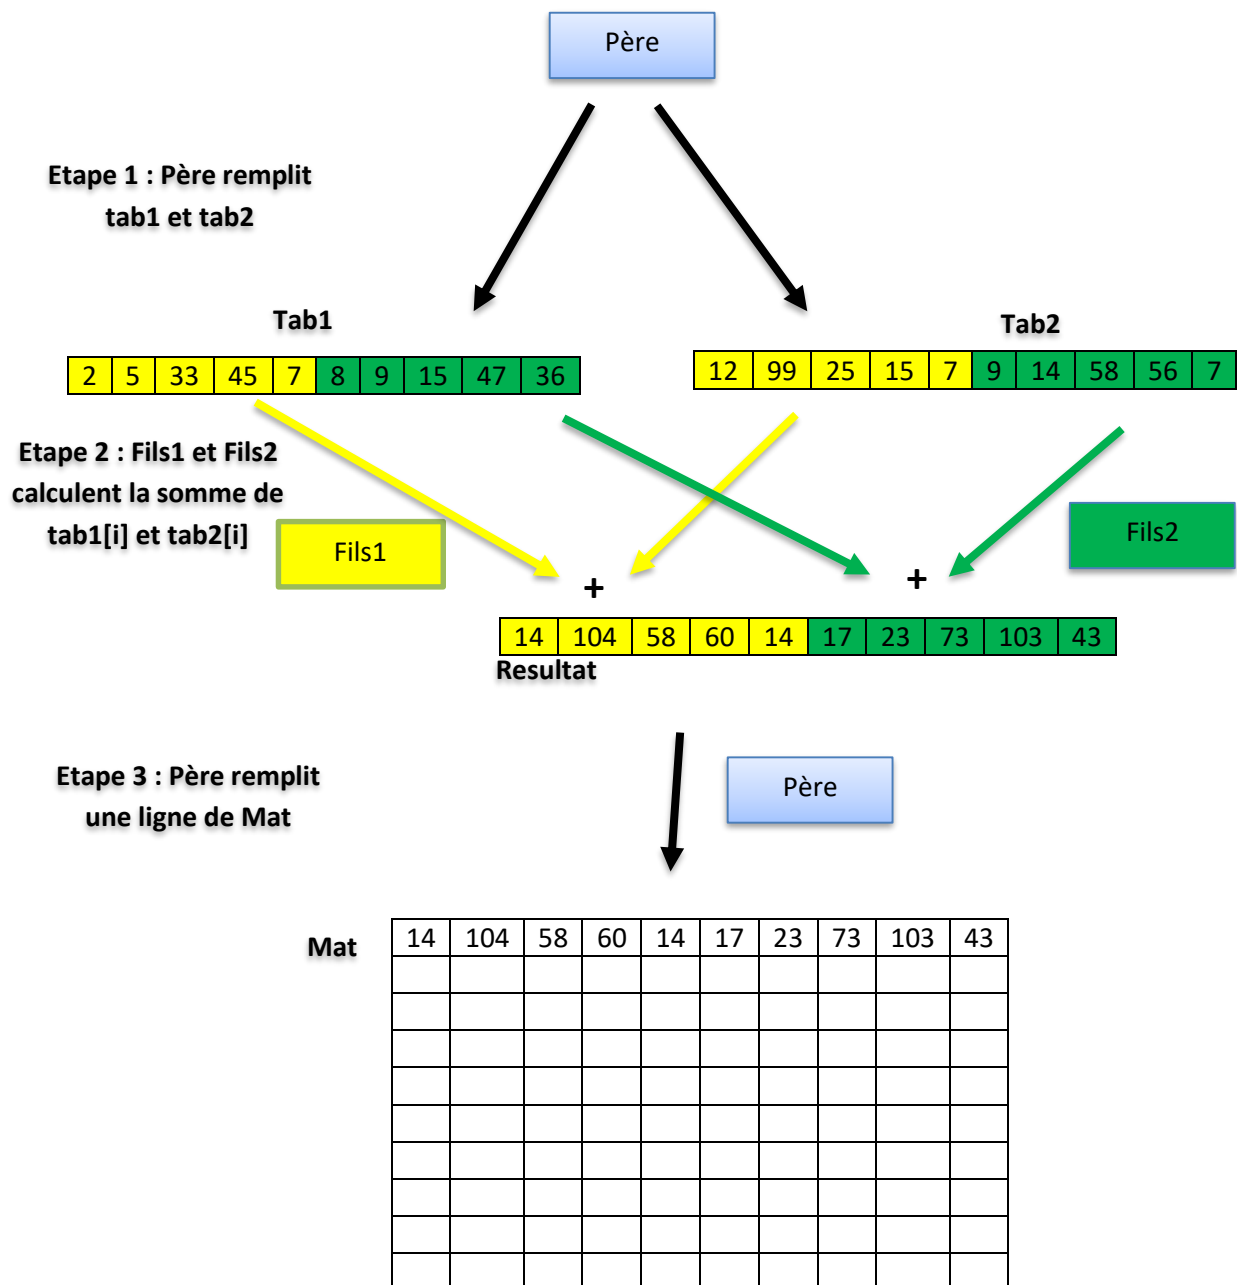 Père
Etape 1 : Père remplit
tab1 et tab2
Tab1
Tab2
2 5 33 45 7 8 9 15 47 36
12 99 25 15 7 9 14 58 56 7
Etape 2 : Fils1 et Fils2
calculent la somme de
tab1[i] et tab2[i]
Fils1
Fils2
+
+
14 104 58 60 14 17 23 73 103 43
Resultat
Etape 3 : Père remplit
une ligne de Mat
Père
Mat
14 104 58 60 14 17 23 73 103 43